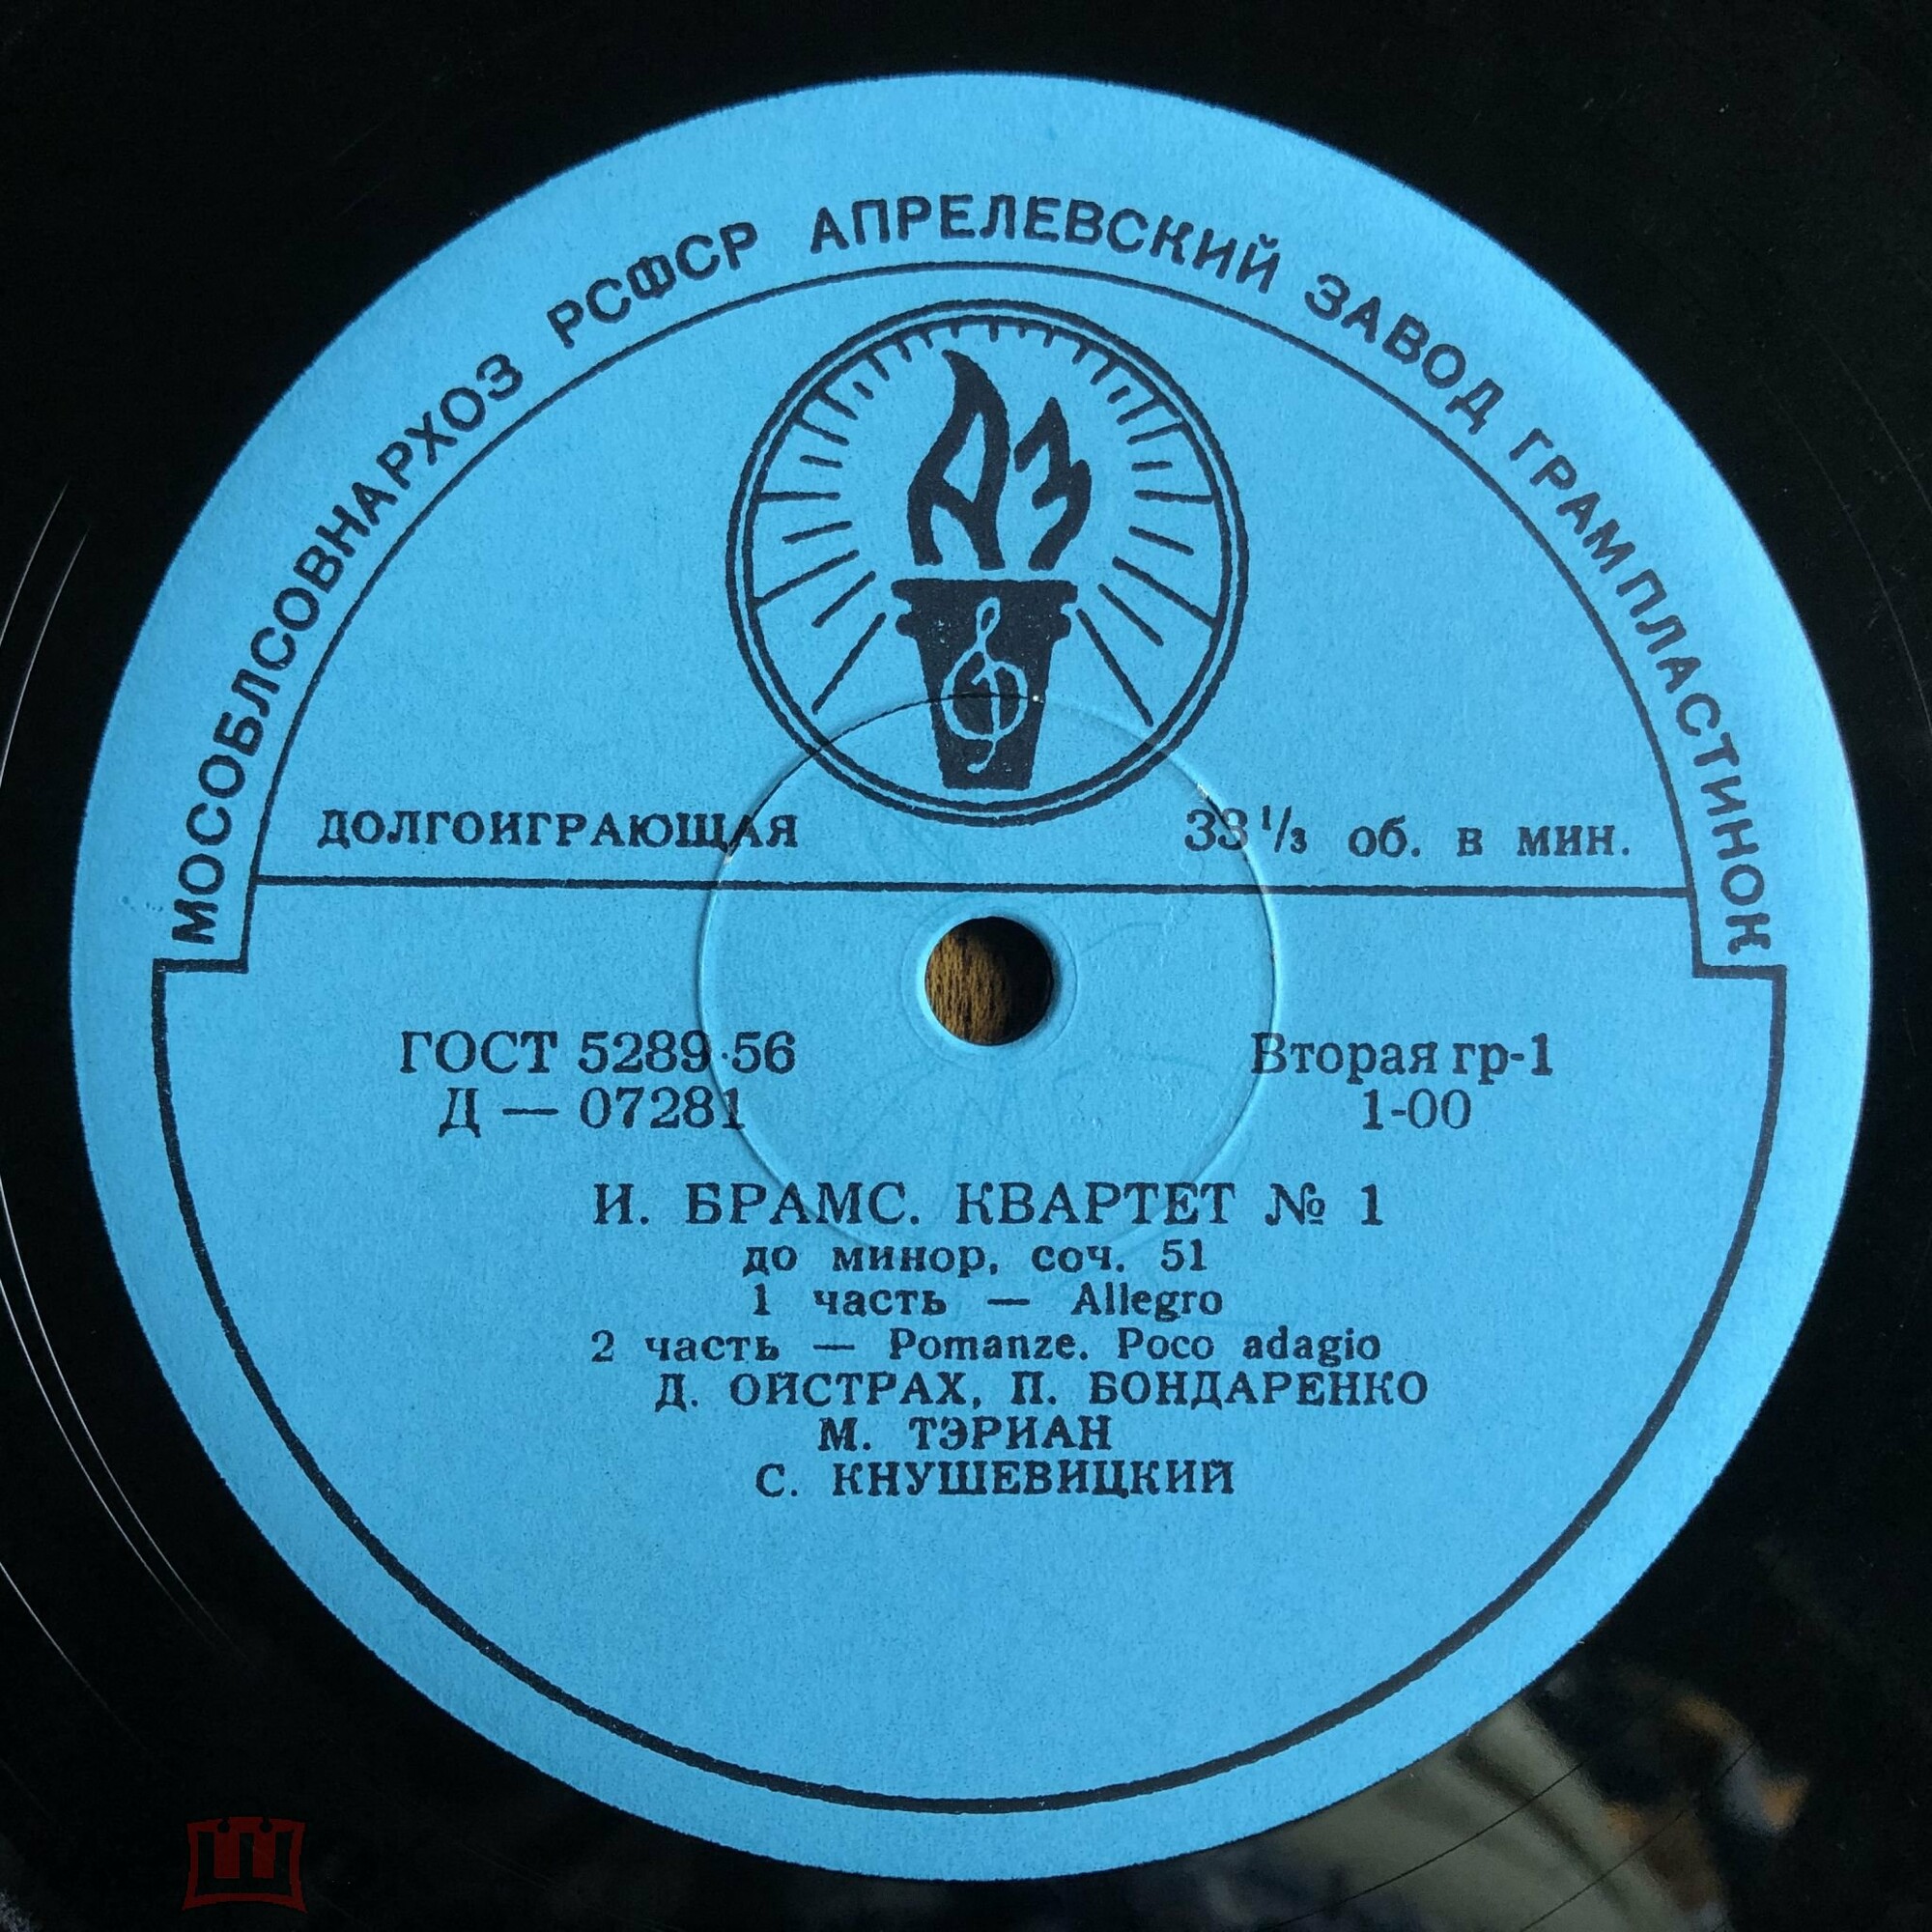 МОСОБЛСОВНАРХОЗ РСФСР АПРЕЛЕВСКИЙ ЗАВОД ГРАМПЛАСТИНОК
АЗ
ДОЛГОИГРАЮЩАЯ 33 1/3 об. в мин.
ГОСТ 5289-56 Вторая гр-1
Д — 07281 1-00
И. БРАМС. КВАРТЕТ № 1
до минор, соч. 51
1 часть — Allegro
2 часть — Pomanze. Poco adagio
Д. ОЙСТРАХ, П. БОНДАРЕНКО
М. ТЭРИАН
С. КНУШЕВИЦКИЙ